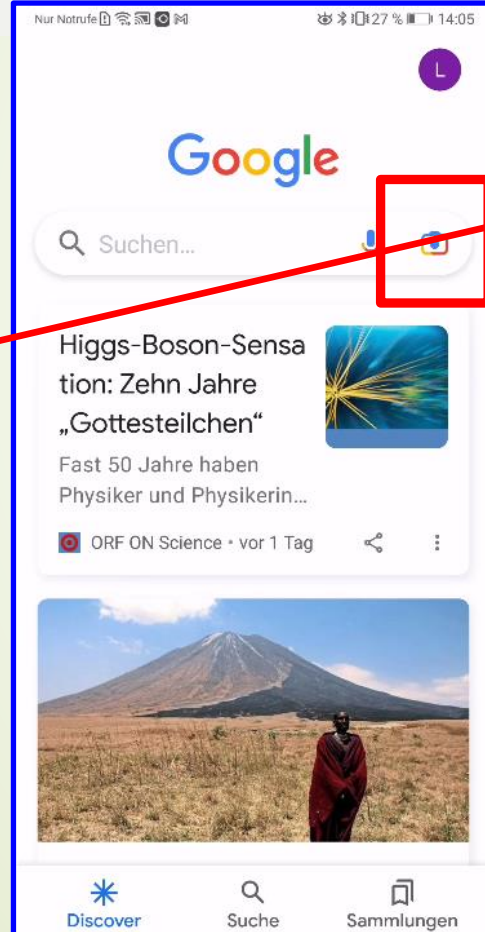 Nur Notrufe 27 % 14:05
L
Google
Suchen...
Higgs-Boson-Sensa
tion: Zehn Jahre
„Gottesteilchen“
Fast 50 Jahre haben
Physiker und Physikerin...
ORF ON Science • vor 1 Tag
Discover Suche Sammlungen